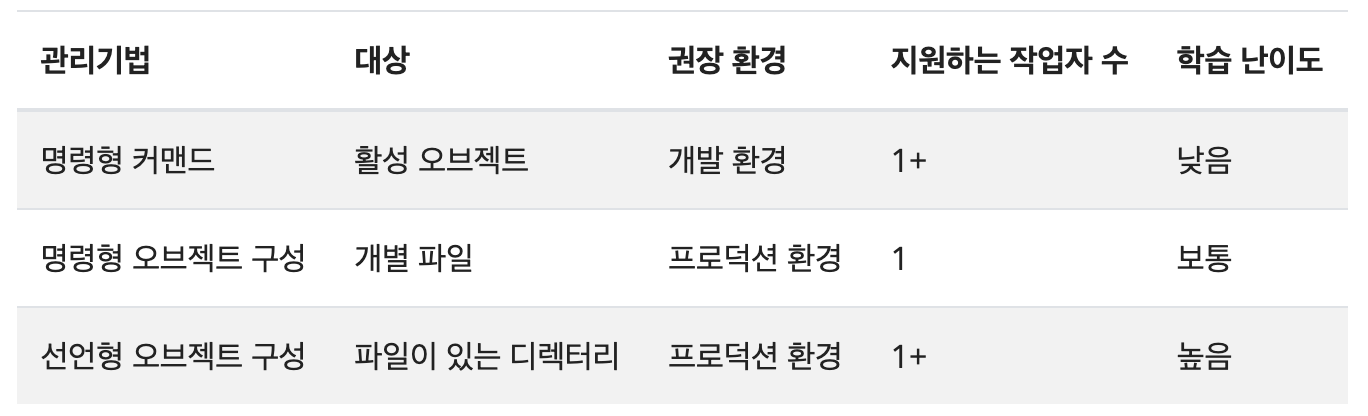 관리기법 대상 권장 환경 지원하는 작업자 수 학습 난이도
명령형 커맨드 활성 오브젝트 개발 환경 1+ 낮음
명령형 오브젝트 구성 개별 파일 프로덕션 환경 1 보통
선언형 오브젝트 구성 파일이 있는 디렉터리 프로덕션 환경 1+ 높음